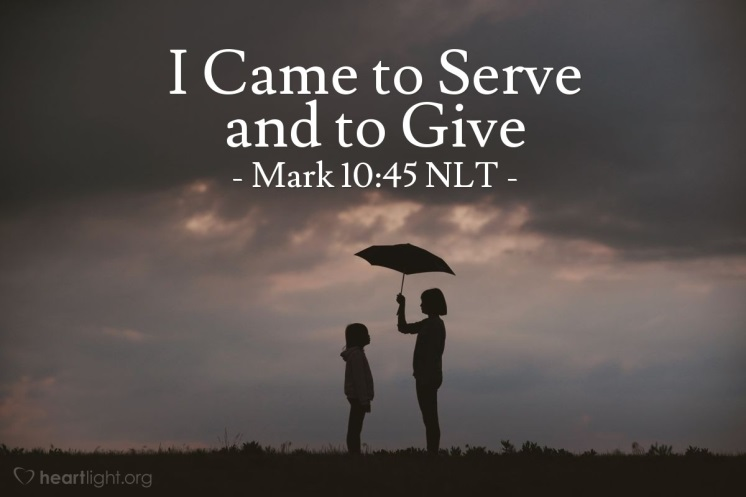 I Came to Serve
and to Give
- Mark 10:45 NLT -
heartlight.org